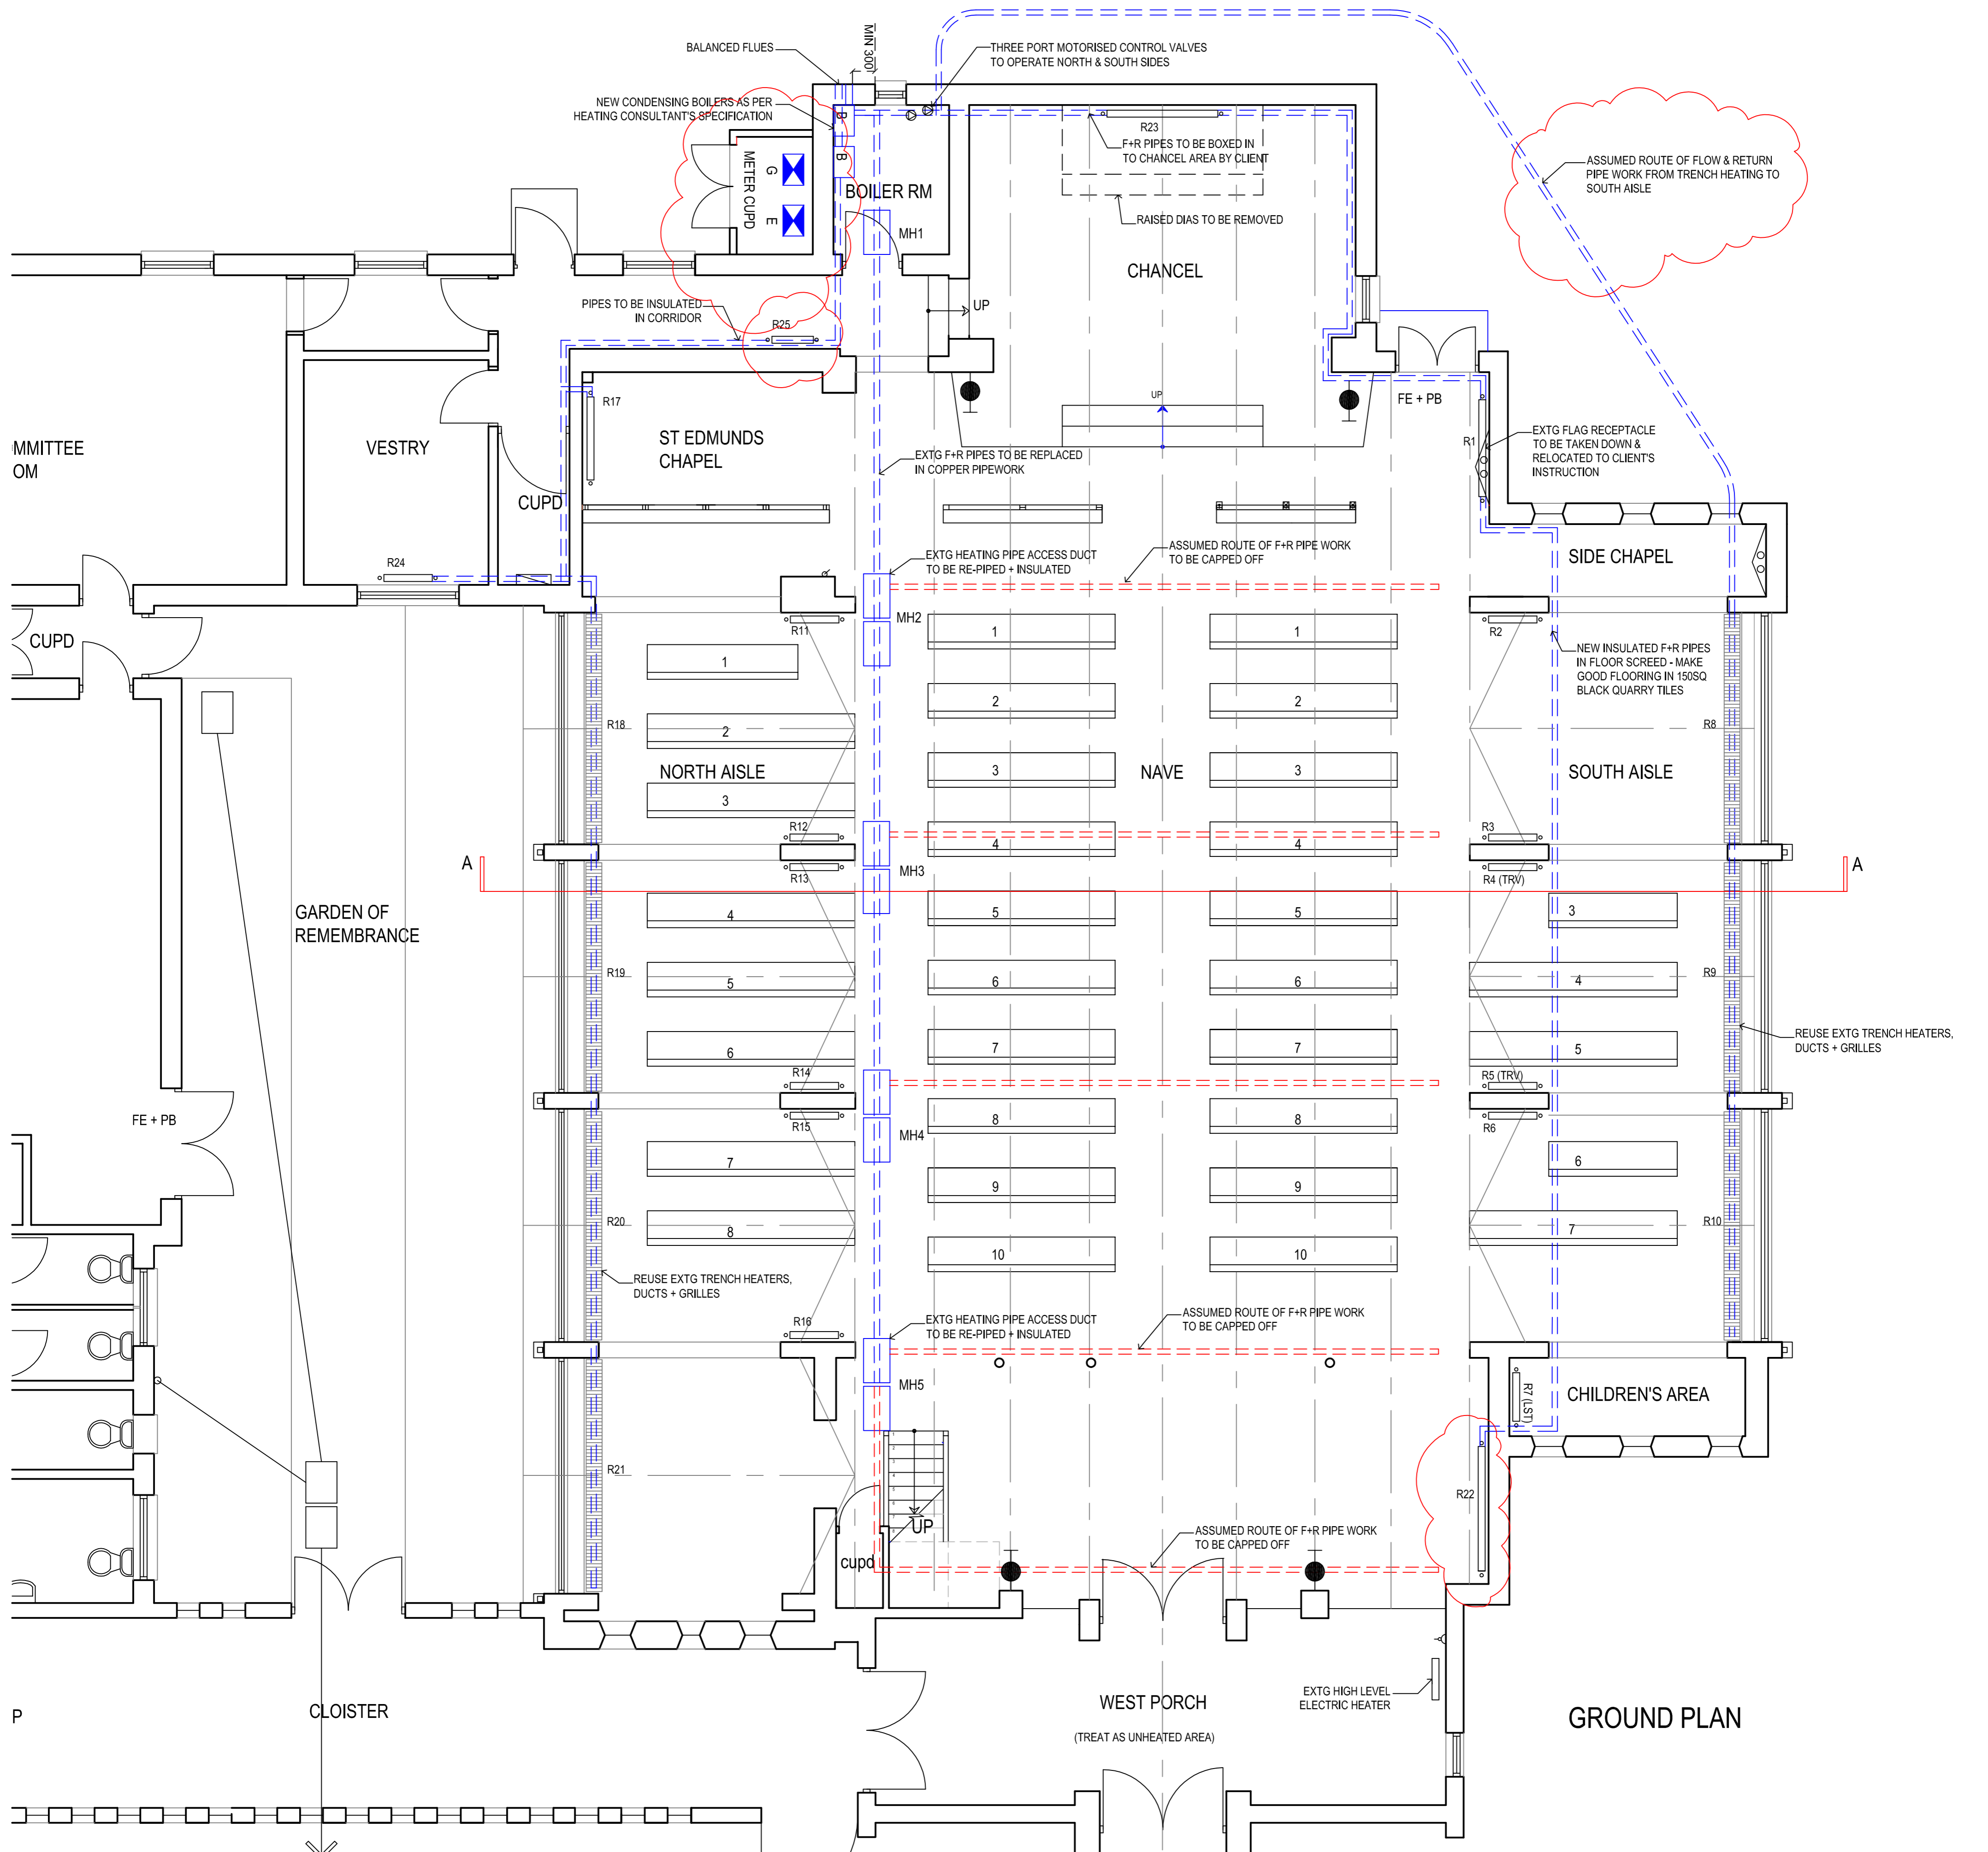 MIN 300
BALANCED FLUES
THREE PORT MOTORISED CONTROL VALVES
TO OPERATE NORTH & SOUTH SIDES
NEW CONDENSING BOILERS AS PER
HEATING CONSULTANT'S SPECIFICATION
B
B
R23
F+R PIPES TO BE BOXED IN
TO CHANCEL AREA BY CLIENT
ASSUMED ROUTE OF FLOW & RETURN
PIPE WORK FROM TRENCH HEATING TO
SOUTH AISLE
METER CUPD
G
E
BOILER RM
RAISED DIAS TO BE REMOVED
MH1
CHANCEL
PIPES TO BE INSULATED
IN CORRIDOR
UP
R25
R17
UP
FE + PB
ST EDMUNDS
CHAPEL
VESTRY
MMITTEE
OM
R1
EXTG FLAG RECEPTACLE
TO BE TAKEN DOWN &
RELOCATED TO CLIENT'S
INSTRUCTION
EXTG F+R PIPES TO BE REPLACED
IN COPPER PIPEWORK
CUPD
R24
EXTG HEATING PIPE ACCESS DUCT
TO BE RE-PIPED + INSULATED
ASSUMED ROUTE OF F+R PIPE WORK
TO BE CAPPED OFF
SIDE CHAPEL
MH2
CUPD
R11
1
1
1
R2
NEW INSULATED F+R PIPES
IN FLOOR SCREED - MAKE
GOOD FLOORING IN 150SQ
BLACK QUARRY TILES
R18
2
2
2
R8
NORTH AISLE
3
3
NAVE
3
SOUTH AISLE
R12
4
4
R3
A
R13
MH3
R4 (TRV)
A
GARDEN OF
REMEMBRANCE
4
5
5
3
R19
5
6
6
4
R9
6
7
7
5
REUSE EXTG TRENCH HEATERS,
DUCTS + GRILLES
R14
R5 (TRV)
FE + PB
R15
MH4
8
8
R6
7
9
9
6
R20
8
R10
7
10
10
REUSE EXTG TRENCH HEATERS,
DUCTS + GRILLES
R16
EXTG HEATING PIPE ACCESS DUCT
TO BE RE-PIPED + INSULATED
ASSUMED ROUTE OF F+R PIPE WORK
TO BE CAPPED OFF
MH5
R7 (LST)
CHILDREN'S AREA
R21
R22
UP
cupd
ASSUMED ROUTE OF F+R PIPE WORK
TO BE CAPPED OFF
P
CLOISTER
WEST PORCH
(TREAT AS UNHEATED AREA)
EXTG HIGH LEVEL
ELECTRIC HEATER
GROUND PLAN